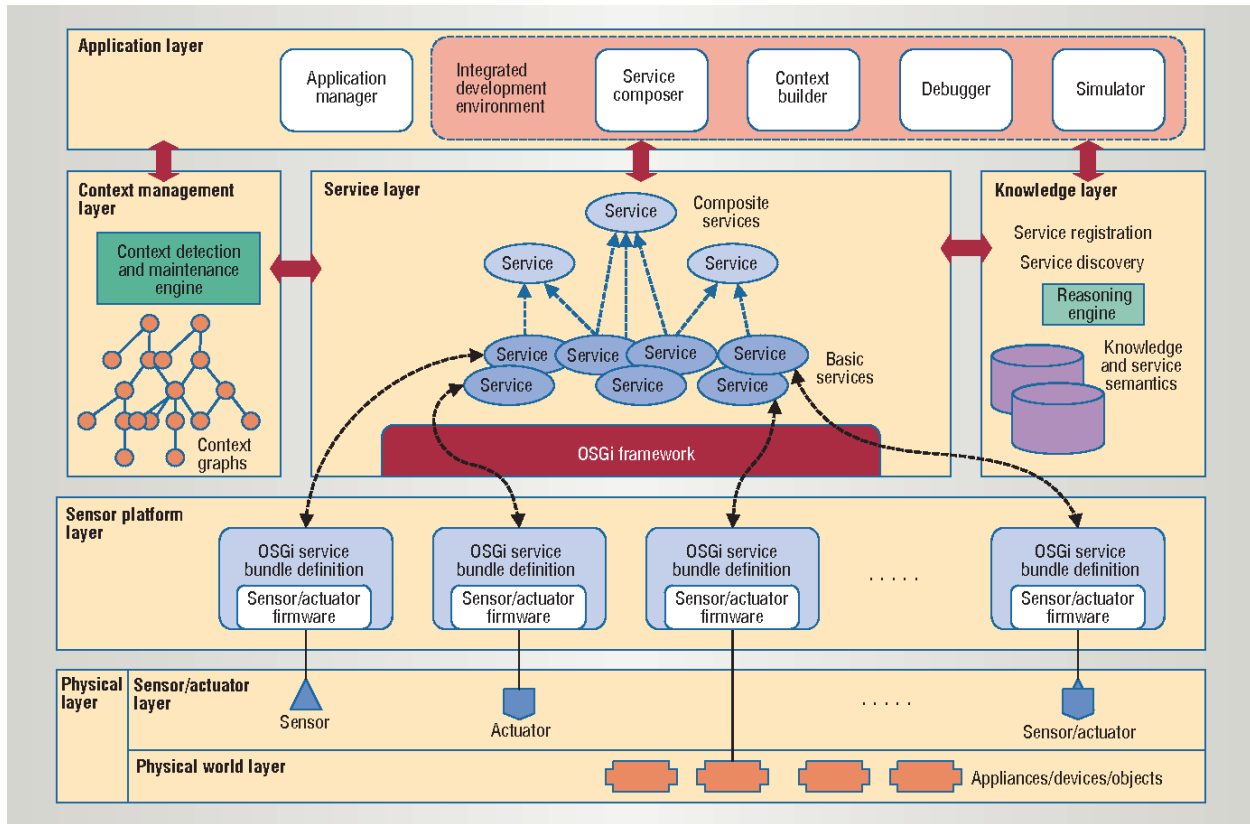 Application layer
Application
manager
Integrated
development
environment
Service
composer
Context
builder
Debugger
Simulator
Context management
layer
Context detection
and maintenance
engine
Context
graphs
Service layer
Service
Composite
services
Service
Service
Service
Service
Service
Service
Service
Service
Service
Basic
services
OSGi framework
Knowledge layer
Service registration
Service discovery
Reasoning
engine
Knowledge
and service
semantics
Sensor platform
layer
OSGi service
bundle definition
Sensor/actuator
firmware
OSGi service
bundle definition
Sensor/actuator
firmware
OSGi service
bundle definition
Sensor/actuator
firmware
. . . . .
OSGi service
bundle definition
Sensor/actuator
firmware
Physical
layer
Sensor/actuator
layer
Sensor
Actuator
. . . . .
Sensor/actuator
Physical world layer
Appliances/devices/objects